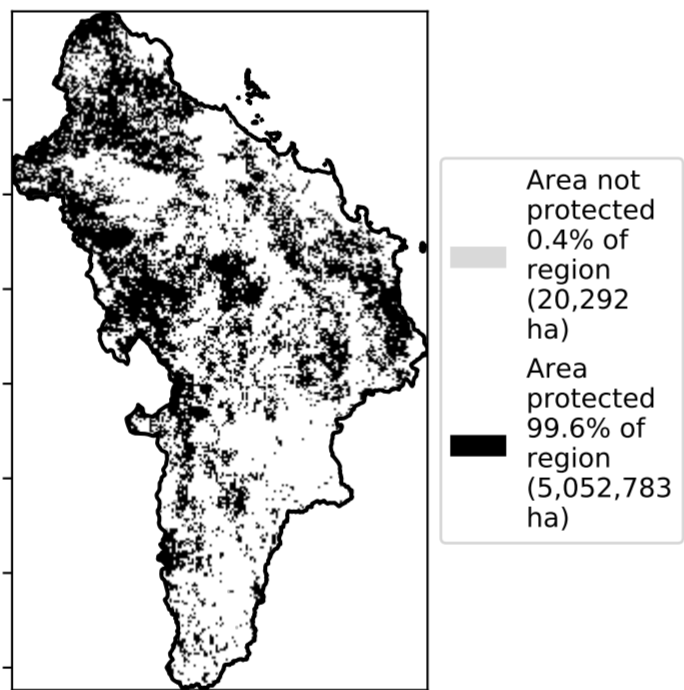 Area not
protected
0.4% of
region
(20,292
ha)
Area
protected
99.6% of
region
(5,052,783
ha)